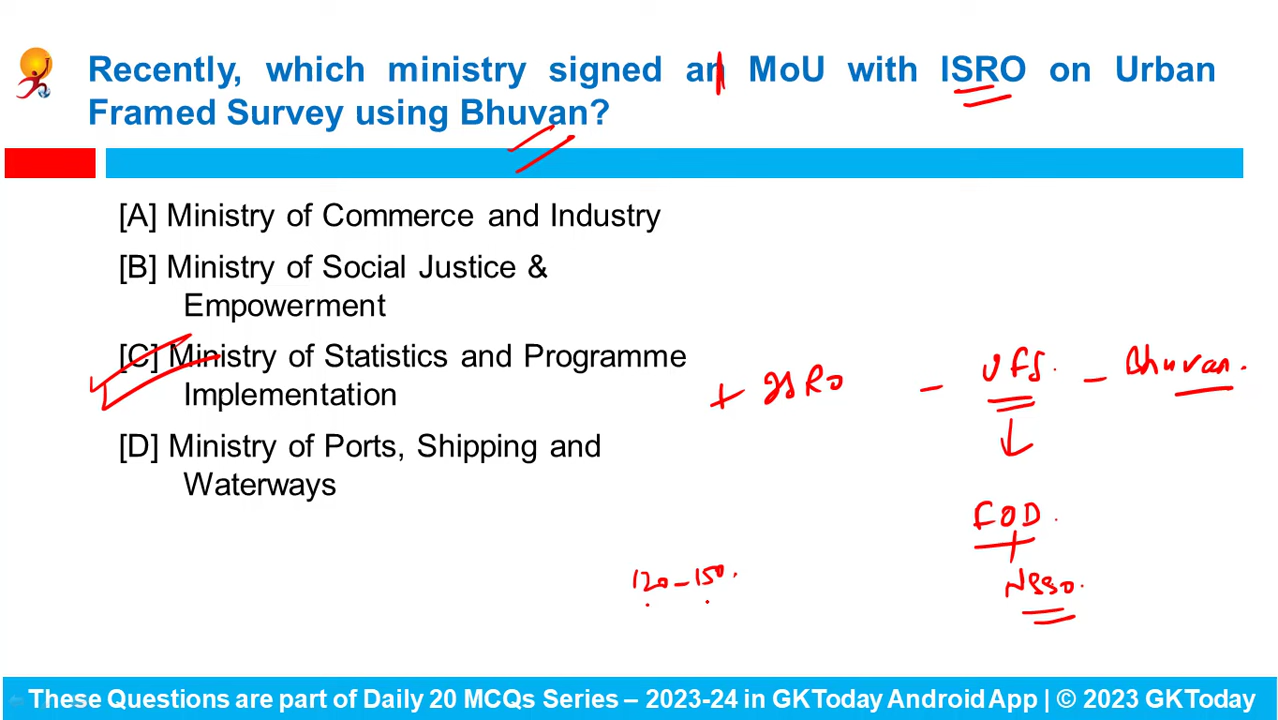 Recently, which ministry signed an MoU with ISRO on Urban
Framed Survey using Bhuvan?
[A] Ministry of Commerce and Industry
[B] Ministry of Social Justice &
Empowerment
[C] Ministry of Statistics and Programme
Implementation
+ ISRO - UFS. - Bhuvan.
[D] Ministry of Ports, Shipping and
Waterways
FOD.
NSSO.
120-150.
These Questions are part of Daily 20 MCQs Series – 2023-24 in GKToday Android App | © 2023 GKToday